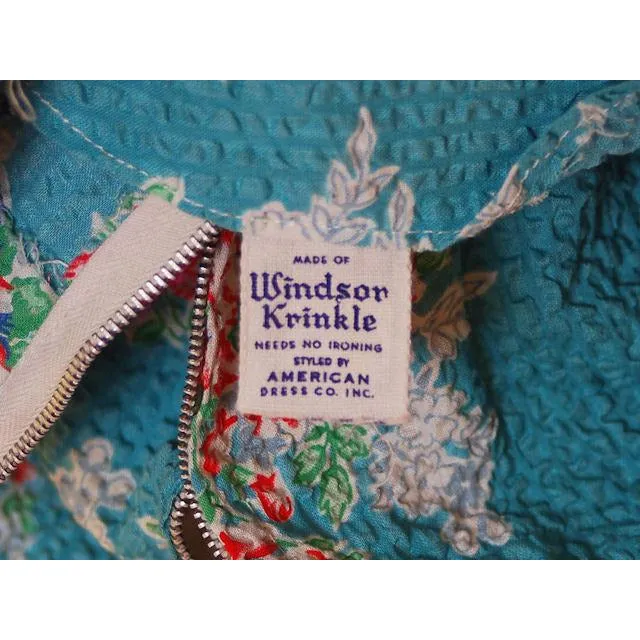 MADE OF
Windsor
Krinkle
NEEDS NO IRONING
STYLED BY
AMERICAN
DRESS CO. INC.